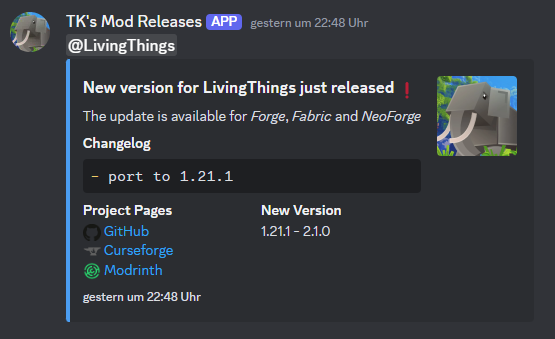 TK's Mod Releases APP gestern um 22:48 Uhr
@LivingThings
New version for LivingThings just released❗
The update is available for Forge, Fabric and NeoForge
Changelog
- port to 1.21.1
Project Pages
GitHub
Curseforge
Modrinth
New Version
1.21.1 - 2.1.0
gestern um 22:48 Uhr